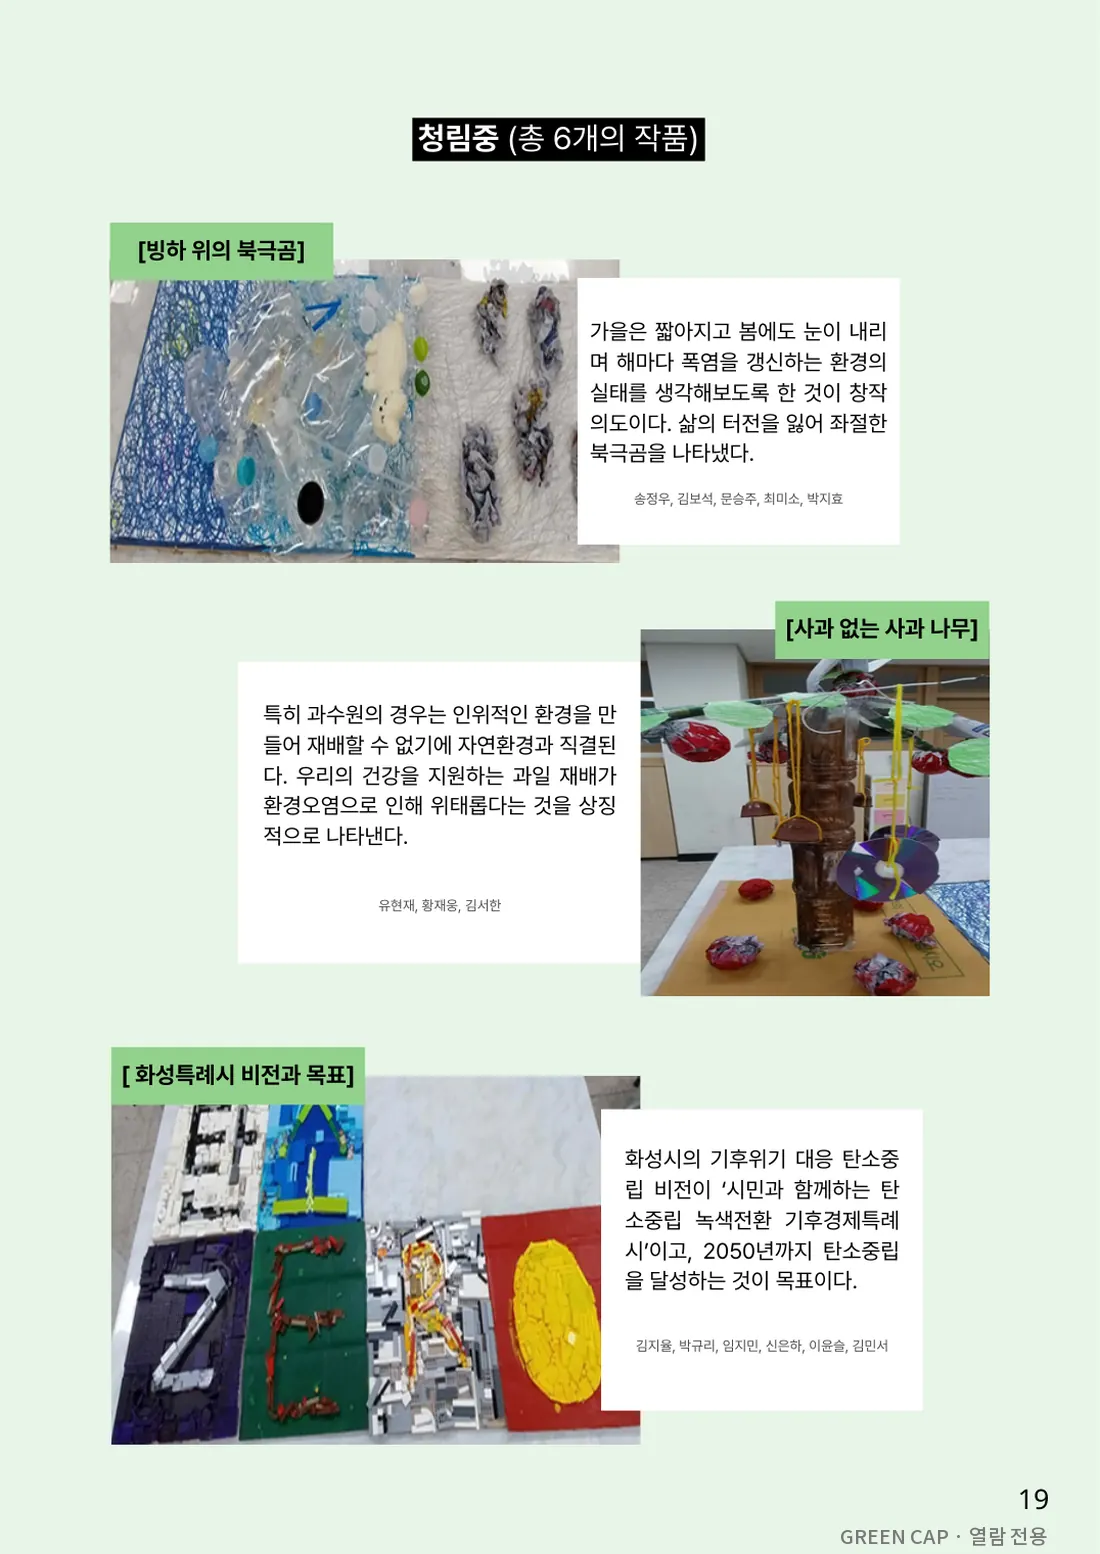 청림중 (총 6개의 작품)
[빙하 위의 북극곰]
가을은 짧아지고 봄에도 눈이 내리
며 해마다 폭염을 갱신하는 환경의
실태를 생각해보도록 한 것이 창작
의도이다. 삶의 터전을 잃어 좌절한
북극곰을 나타냈다.
송정우, 김보석, 문승주, 최미소, 박지효
[사과 없는 사과 나무]
특히 과수원의 경우는 인위적인 환경을 만
들어 재배할 수 없기에 자연환경과 직결된
다. 우리의 건강을 지원하는 과일 재배가
환경오염으로 인해 위태롭다는 것을 상징
적으로 나타낸다.
유현재, 황재웅, 김서한
[ 화성특례시 비전과 목표]
ZERO
화성시의 기후위기 대응 탄소중
립 비전이 ‘시민과 함께하는 탄
소중립 녹색전환 기후경제특례
시’이고, 2050년까지 탄소중립
을 달성하는 것이 목표이다.
김지율, 박규리, 임지민, 신은하, 이윤슬, 김민서
19
GREEN CAP · 열람 전용